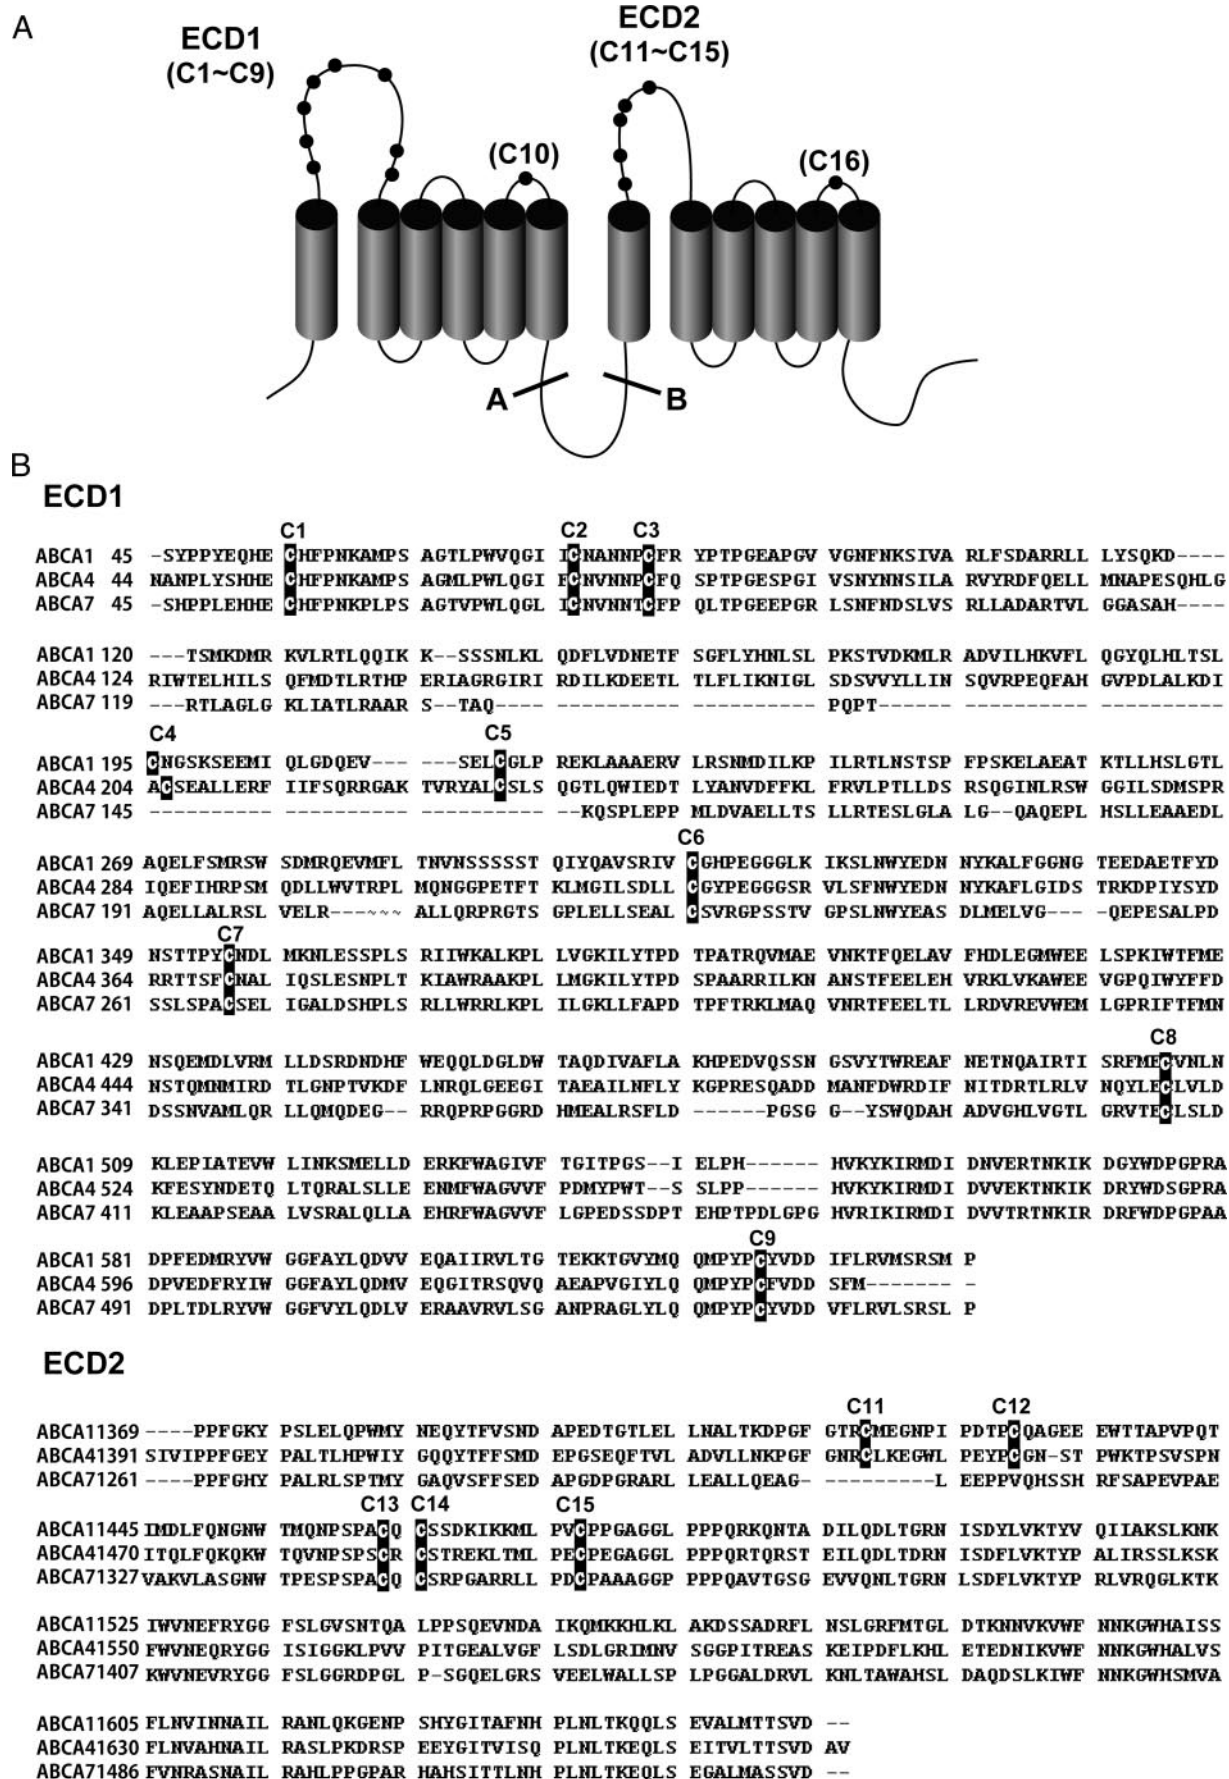 A
ECD1
(C1~C9)
ECD2
(C11~C15)
(C10)
(C16)
A
B
B
ECD1
C1 C2 C3
ABCA1 45 -SYPPYEQHE CHFPNKAMPS AGTLPWVQGI ICNANNPCFR YPTPGEAPGV VGNFNKSIVA RLFSDARRLL LYSQKD----
ABCA4 44 NANPLYSHHE CHFPNKAMPS AGMLPWLQGI FCNVNNPCFQ SPTPGESPGI VSNYNNSILA RVYRDFQELL MNAPESQHLG
ABCA7 45 -SHPPLEHHE CHFPNKPLPS AGTVPWLQGL ICNVNNTCFP QLTPGEEPGR LSNFNDSLVS RLLADARTVL GGASAH----
ABCA1 120 ---TSMKDMR KVLRTLQQIK K--SSSNLKL QDFLVDNETF SGFLYHNLSL PKSTVDKMLR ADVILHKVFL QGYQLHLTSL
ABCA4 124 RIWTELHILS QFMDTLRTHP ERIAGRGIRI RDILKDEETL TLFLIKNIGL SDSVVYLLIN SQVRPEQFAH GVPDLALKDI
ABCA7 119 ---RTLAGLG KLIATLRAAR S--TAQ---- ---------- ---------- PQPT------ ---------- ----------
C4 C5
ABCA1 195 CNGSKSEEMI QLGDQEV--- ---SELCGLP REKLAAAERV LRSNMDILKP ILRTLNSTSP FPSKELAEAT KTLLHSLGTL
ABCA4 204 ACSEALLERF IIFSQRRGAK TVRYALCSLS QGTLQWIEDT LYANVDFFKL FRVLPTLLDS RSQGINLRSW GGILSDMSPR
ABCA7 145 ---------- ---------- ---------- --KQSPLEPP MLDVAELLTS LLRTESLGLA LG--QAQEPL HSLLEAAEDL
C6
ABCA1 269 AQELFSMRSW SDMRQEVMFL TNVNSSSSST QIYQAVSRIV CGHPEGGGLK IKSLNWYEDN NYKALFGGNG TEEDAETFYD
ABCA4 284 IQEFIHRPSM QDLLWVTRPL MQNGGPETFT KLMGILSDLL CGYPEGGGSR VLSFNWYEDN NYKAFLGIDS TRKDPIYSYD
ABCA7 191 AQELLALRSL VELR---~~~ ALLQRPRGTS GPLELLSEAL CSVRGPSSTV GPSLNWYEAS DLMELVG--- -QEPESALPD
C7
ABCA1 349 NSTTPYCNDL MKNLESSPLS RIIWKALKPL LVGKILYTPD TPATRQVMAE VNKTFQELAV FHDLEGMWEE LSPKIWTFME
ABCA4 364 RRTTSFCNAL IQSLESNPLT KIAWRAAKPL LMGKILYTPD SPAARRILKN ANSTFEELEH VRKLVKAWEE VGPQIWYFFD
ABCA7 261 SSLSPACSEL IGALDSHPLS RLLWRRLKPL ILGKLLFAPD TPFTRKLMAQ VNRTFEELTL LRDVREVWEM LGPRIFTFMN
C8
ABCA1 429 NSQEMDLVRM LLDSRDNDHF WEQQLDGLDW TAQDIVAFLA KHPEDVQSSN GSVYTWREAF NETNQAIRTI SRFMECVNLN
ABCA4 444 NSTQMNMIRD TLGNPTVKDF LNRQLGEEGI TAEAILNFLY KGPRESQADD MANFDWRDIF NITDRTLRLV NQYLECLVLD
ABCA7 341 DSSNVAMLQR LLQMQDEG-- RRQPRPGGRD HMEALRSFLD ------PGSG G--YSWQDAH ADVGHLVGTL GRVTECLSLD
ABCA1 509 KLEPIATEVW LINKSMELLD ERKFWAGIVF TGITPGS--I ELPH------ HVKYKIRMDI DNVERTNKIK DGYWDPGPRA
ABCA4 524 KFESYNDETQ LTQRALSLLE ENMFWAGVVF PDMYPWT--S SLPP------ HVKYKIRMDI DVVEKTNKIK DRYWDSGPRA
ABCA7 411 KLEAAPSEAA LVSRALQLLA EHRFWAGVVF LGPEDSSDPT EHPTPDLGPG HVRIKIRMDI DVVTRTNKIR DRFWDPGPAA
C9
ABCA1 581 DPFEDMRYVW GGFAYLQDVV EQAIIRVLTG TEKKTGVYMQ QMPYPCYVDD IFLRVMSRSM P
ABCA4 596 DPVEDFRYIW GGFAYLQDMV EQGITRSQVQ AEAPVGIYLQ QMPYPCFVDD SFM------- -
ABCA7 491 DPLTDLRYVW GGFVYLQDLV ERAAVRVLSG ANPRAGLYLQ QMPYPCYVDD VFLRVLSRSL P
ECD2
C11 C12
ABCA11369 ----PPFGKY PSLELQPWMY NEQYTFVSND APEDTGTLEL LNALTKDPGF GTRCMEGNPI PDTPCQAGEE EWTTAPVPQT
ABCA41391 SIVIPPFGEY PALTLHPWIY GQQYTFFSMD EPGSEQFTVL ADVLLNKPGF GNRCLKEGWL PEYPCGN-ST PWKTPSVSPN
ABCA71261 ----PPFGHY PALRLSPTMY GAQVSFFSED APGDPGRARL LEALLQEAG- ---------L EEPPVQHSSH RFSAPEVPAE
C13 C14 C15
ABCA11445 IMDLFQNGNW TMQNPSPACQ CSSDKIKKML PVCPPGAGGL PPPQRKQNTA DILQDLTGRN ISDYLVKTYV QIIAKSLKNK
ABCA41470 ITQLFQKQKW TQVNPSPSCR CSTREKLTML PECPEGAGGL PPPQRTQRST EILQDLTDRN ISDFLVKTYP ALIRSSLKSK
ABCA71327 VAKVLASGNW TPESPSPACQ CSRPGARRLL PDCPAAAGGP PPPQAVTGSG EVVQNLTGRN LSDFLVKTYP RLVRQGLKTK
ABCA11525 IWVNEFRYGG FSLGVSNTQA LPPSQEVNDA IKQMKKHLKL AKDSSADRFL NSLGRFMTGL DTKNNVKVWF NNKGWHAISS
ABCA41550 FWVNEQRYGG ISIGGKLPVV PITGEALVGF LSDLGRIMNV SGGPITREAS KEIPDFLKHL ETEDNIKVWF NNKGWHALVS
ABCA71407 KWVNEVRYGG FSLGGRDPGL P-SGQELGRS VEELWALLSP LPGGALDRVL KNLTAWAHSL DAQDSLKIWF NNKGWHSMVA
ABCA11605 FLNVINNAIL RANLQKGENP SHYGITAFNH PLNLTKQQLS EVALMTTSVD --
ABCA41630 FLNVAHNAIL RASLPKDRSP EEYGITVISQ PLNLTKEQLS EITVLTTSVD AV
ABCA71486 FVNRASNAIL RAHLPPGPAR HAHSITTLNH PLNLTKEQLS EGALMASSVD --